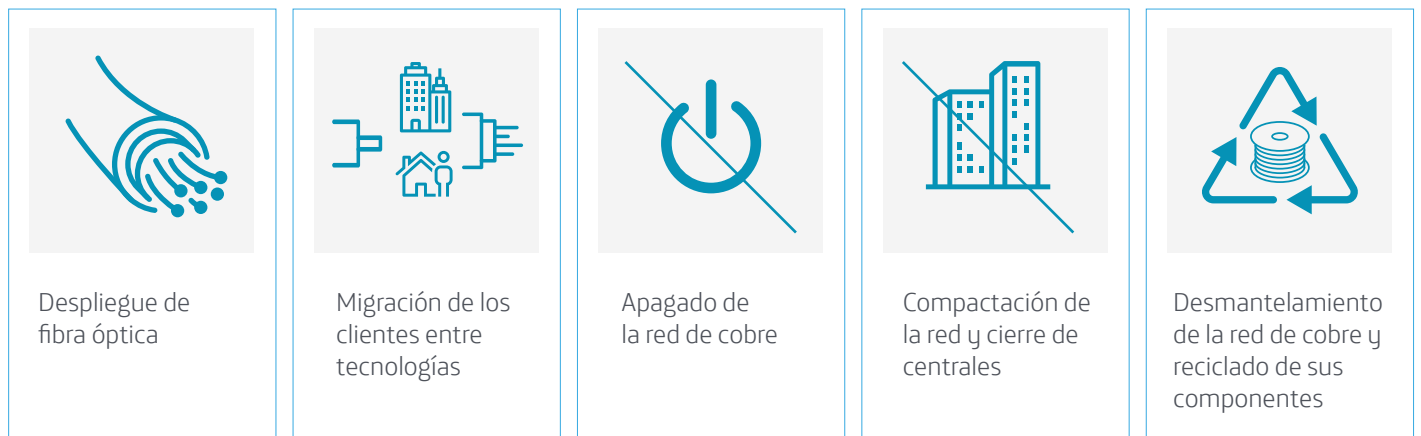 Despliegue de
fibra óptica
Migración de los
clientes entre
tecnologías
Apagado de
la red de cobre
Compactación de
la red y cierre de
centrales
Desmantelamiento
de la red de cobre y
reciclado de sus
componentes